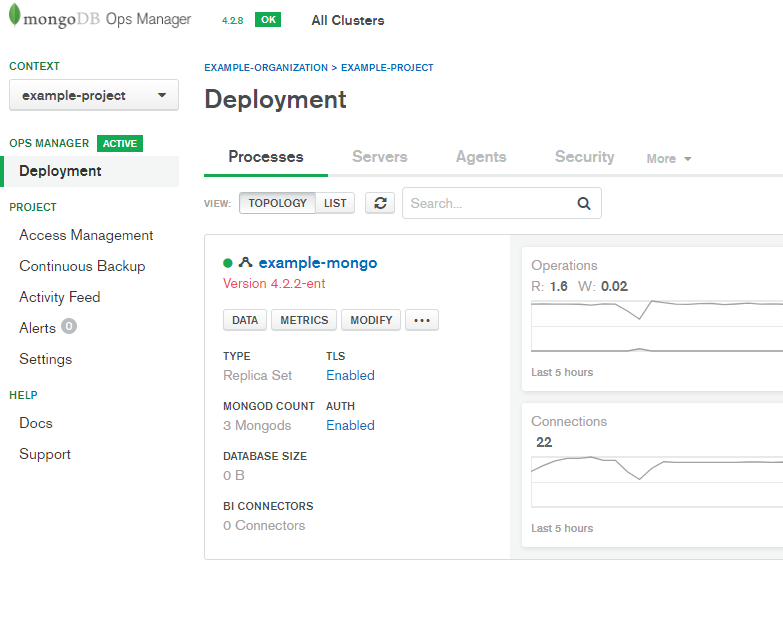 mongoDB Ops Manager 4.2.8 OK All Clusters
CONTEXT
example-project
OPS MANAGER ACTIVE
Deployment
PROJECT
Access Management
Continuous Backup
Activity Feed
Alerts 0
Settings
HELP
Docs
Support
EXAMPLE-ORGANIZATION > EXAMPLE-PROJECT
Deployment
Processes Servers Agents Security More
VIEW: TOPOLOGY LIST Search...
example-mongo
Version 4.2.2-ent
DATA METRICS MODIFY •••
TYPE TLS
Replica Set Enabled
MONGOD COUNT AUTH
3 Mongods Enabled
DATABASE SIZE
0 B
BI CONNECTORS
0 Connectors
Operations
R: 1.6 W: 0.02
Last 5 hours
Connections
22
Last 5 hours